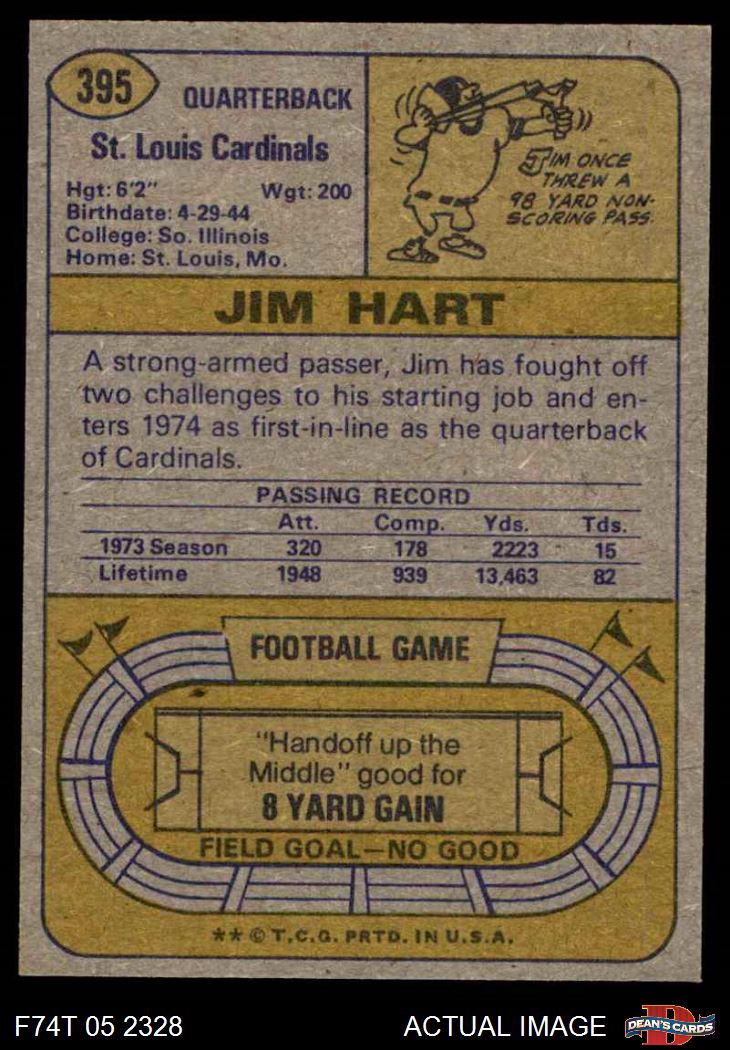 395
QUARTERBACK
St. Louis Cardinals
Hgt: 6'2" Wgt: 200
Birthdate: 4-29-44
College: So. Illinois
Home: St. Louis, Mo.
JIM ONCE
THREW A
98 YARD NON-
SCORING PASS.
JIM HART
A strong-armed passer, Jim has fought off
two challenges to his starting job and en-
ters 1974 as first-in-line as the quarterback
of Cardinals.
PASSING RECORD
Att. Comp. Yds. Tds.
1973 Season 320 178 2223 15
Lifetime 1948 939 13,463 82
FOOTBALL GAME
"Handoff up the
Middle" good for
8 YARD GAIN
FIELD GOAL—NO GOOD
** © T.C.G. PRTD. IN U.S.A.
F74T 05 2328 ACTUAL IMAGE
D
DEAN'S CARDS